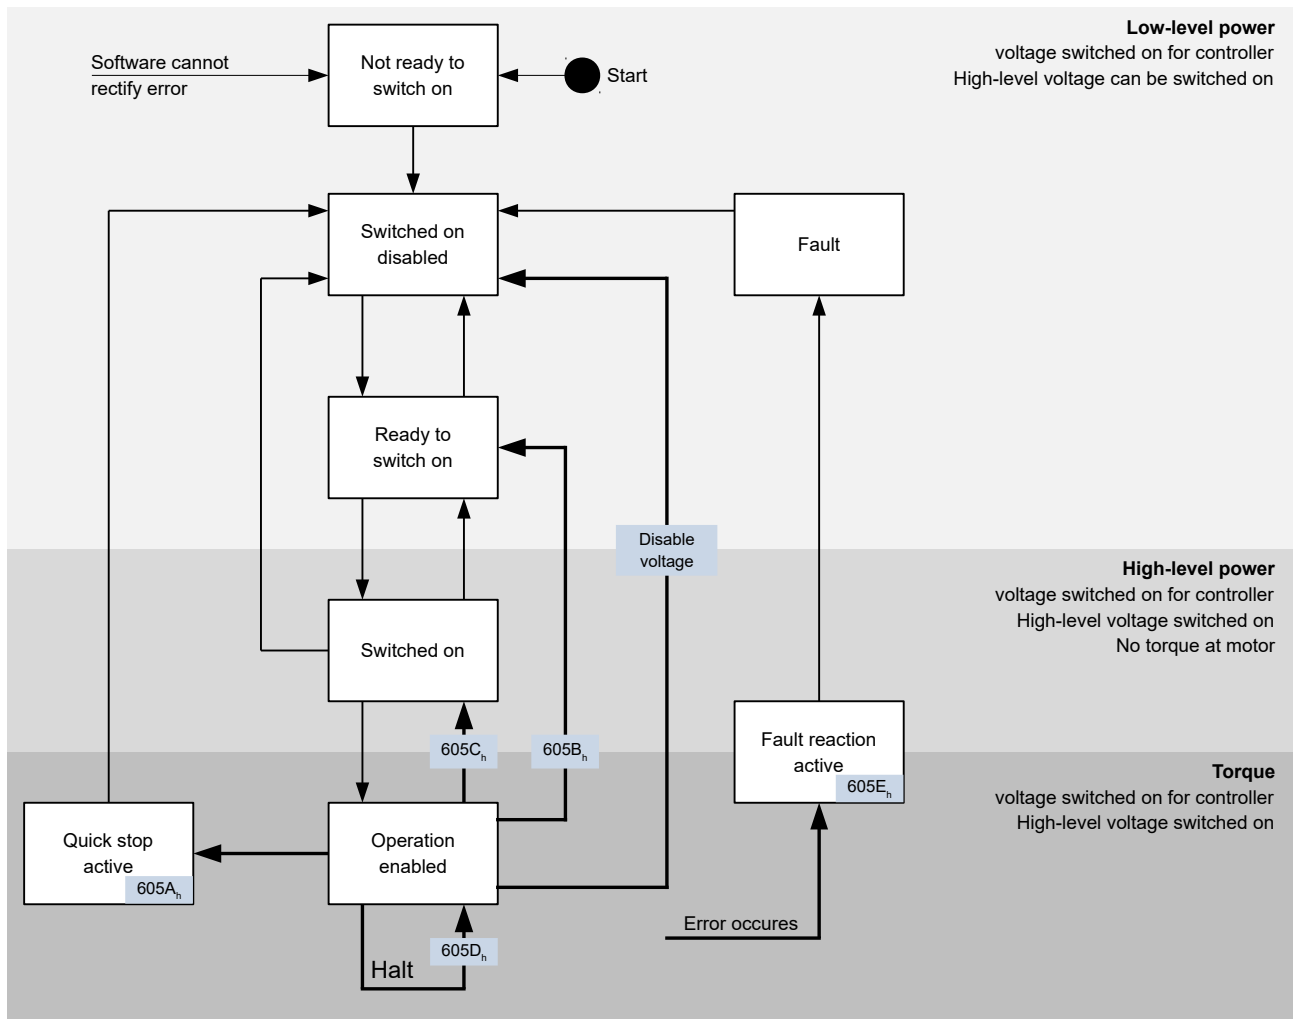 Low-level power
voltage switched on for controller
High-level voltage can be switched on
Software cannot
rectify error
Not ready to
switch on
Start
Switched on
disabled
Fault
Ready to
switch on
Disable
voltage
High-level power
voltage switched on for controller
High-level voltage switched on
No torque at motor
Switched on
605Ch
605Bh
Fault reaction
active
605Eh
Torque
voltage switched on for controller
High-level voltage switched on
Quick stop
active
605Ah
Operation
enabled
Error occures
605Dh
Halt